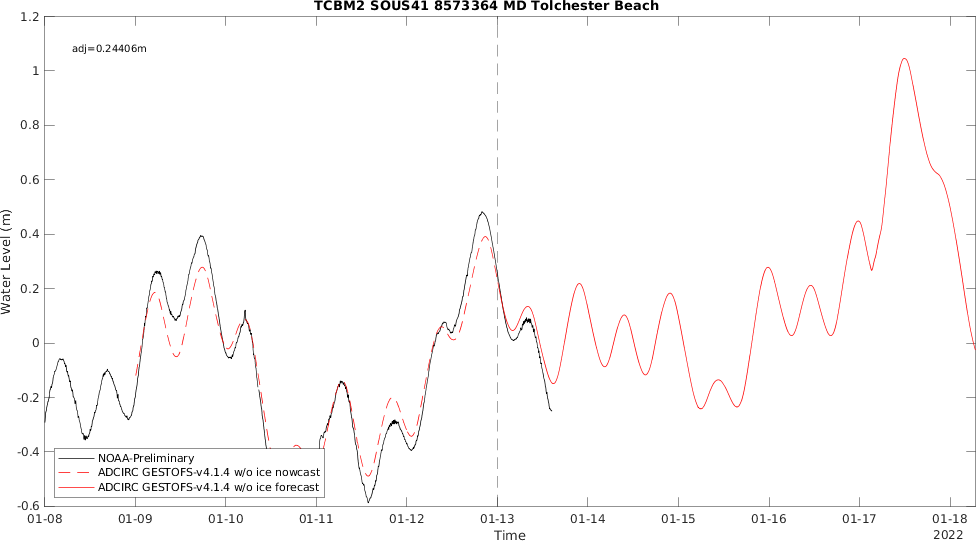 TCBM2 SOUS41 8573364 MD Tolchester Beach
adj=0.24406m
1.2
1
0.8
0.6
0.4
0.2
0
-0.2
-0.4
-0.6
Water Level (m)
NOAA-Preliminary
ADCIRC GESTOFS-v4.1.4 w/o ice nowcast
ADCIRC GESTOFS-v4.1.4 w/o ice forecast
01-08 01-09 01-10 01-11 01-12 01-13 01-14 01-15 01-16 01-17 01-18
Time
2022